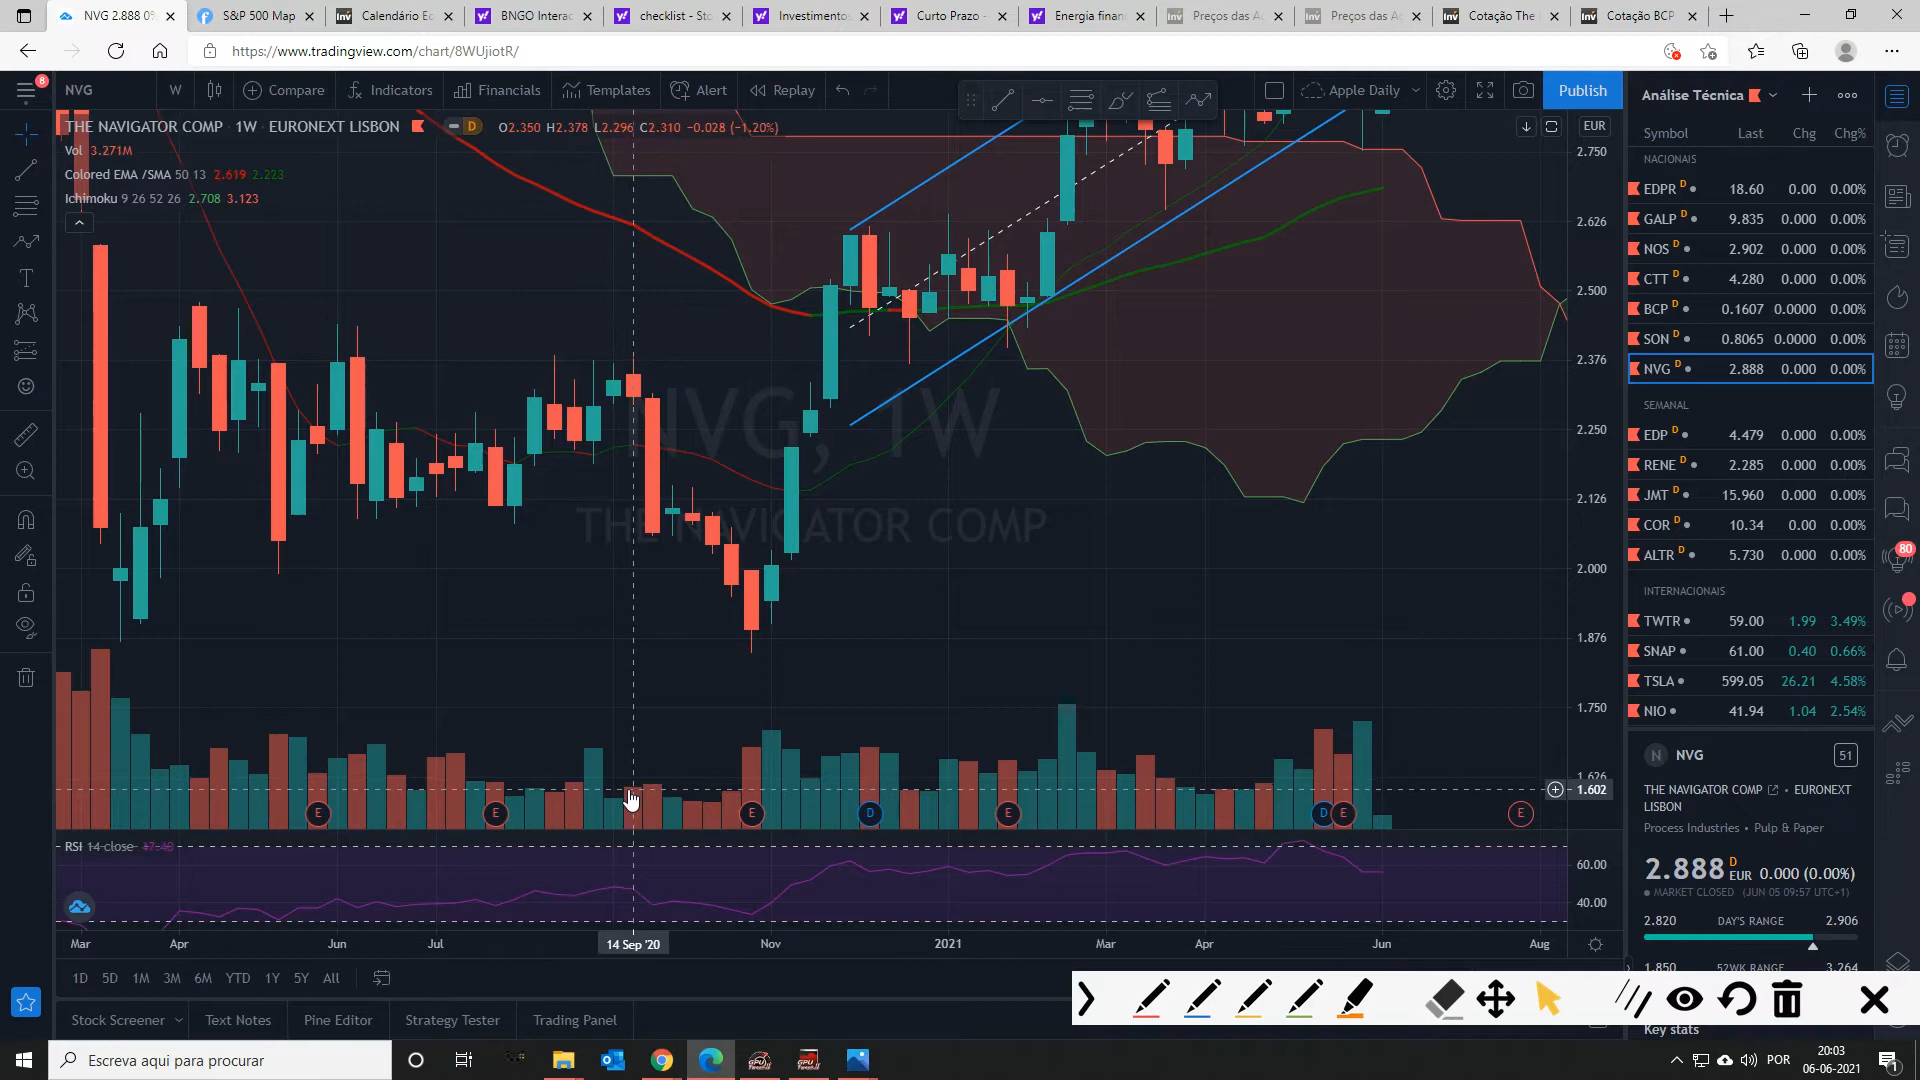 NVG 2.888 0%
S&P 500 Map
Calendário Ec
BNGO Interac
checklist - Sto
Investimentos
Curto Prazo -
Energia finan
Preços das Aç
Preços das Aç
Cotação The
Cotação BCP
https://www.tradingview.com/chart/8WUjiotR/
8
NVG
W
Compare
Indicators
Financials
Templates
Alert
Replay
Apple Daily
Publish
THE NAVIGATOR COMP · 1W · EURONEXT LISBON
D
O2.350 H2.378 L2.296 C2.310 −0.028 (−1.20%)
Vol 3.271M
Colored EMA /SMA 50 13 2.619 2.223
Ichimoku 9 26 52 26 2.708 3.123
EUR
2.750
2.626
2.500
2.376
2.250
2.126
2.000
1.876
1.750
1.626
1.602
NVG, 1W
THE NAVIGATOR COMP
E
E
E
D
E
D
E
E
RSI 14 close 47.48
60.00
40.00
Mar
Apr
Jun
Jul
14 Sep '20
Nov
2021
Mar
Apr
Jun
Aug
1D 5D 1M 3M 6M YTD 1Y 5Y All
Stock Screener
Text Notes
Pine Editor
Strategy Tester
Trading Panel
Análise Técnica
Symbol Last Chg Chg%
NACIONAIS
EDPR D 18.60 0.00 0.00%
GALP D 9.835 0.000 0.00%
NOS D 2.902 0.000 0.00%
CTT D 4.280 0.000 0.00%
BCP D 0.1607 0.0000 0.00%
SON D 0.8065 0.0000 0.00%
NVG D 2.888 0.000 0.00%
SEMANAL
EDP D 4.479 0.000 0.00%
RENE D 2.285 0.000 0.00%
JMT D 15.960 0.000 0.00%
COR D 10.34 0.00 0.00%
ALTR D 5.730 0.000 0.00%
INTERNACIONAIS
TWTR 59.00 1.99 3.49%
SNAP 61.00 0.40 0.66%
TSLA 599.05 26.21 4.58%
NIO 41.94 1.04 2.54%
80
N NVG 51
THE NAVIGATOR COMP · EURONEXT
LISBON
Process Industries · Pulp & Paper
2.888 D EUR 0.000 (0.00%)
MARKET CLOSED (JUN 05 09:57 UTC+1)
2.820 DAY'S RANGE 2.906
1.850 52WK RANGE 3.264
Key stats
Escreva aqui para procurar
POR
20:03
06-06-2021
1